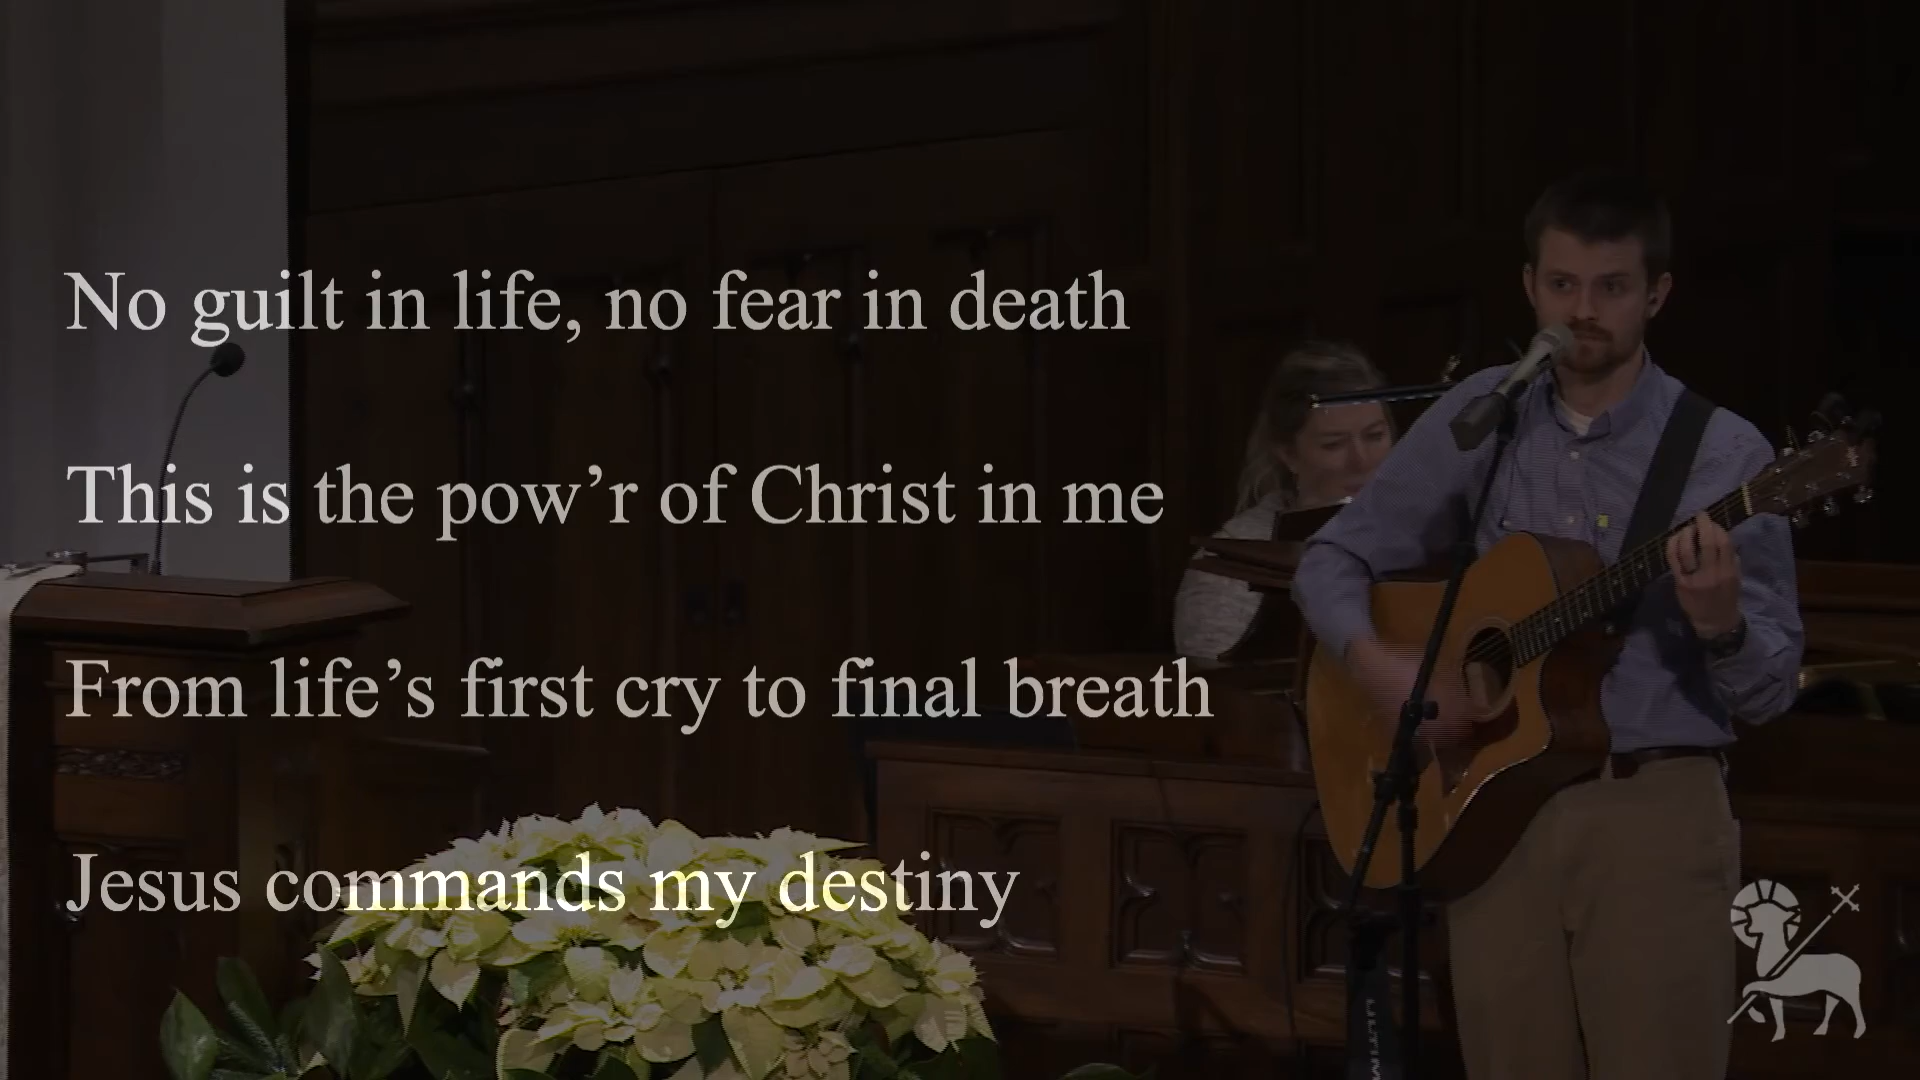 No guilt in life, no fear in death
This is the pow’r of Christ in me
From life’s first cry to final breath
Jesus commands my destiny